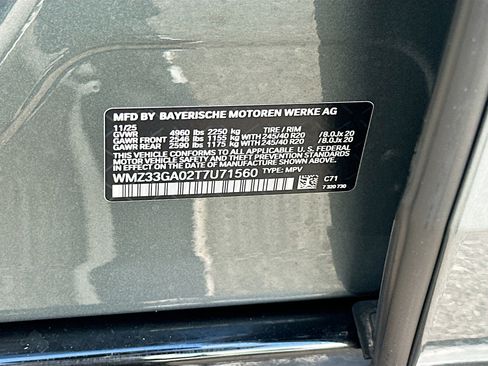 MFD BY BAYERISCHE MOTOREN WERKE AG
11/25 TIRE / RIM
GVWR 4960 lbs 2250 kg
GAWR FRONT 2546 lbs 1155 kg WITH 245/40 R20 /8.0Jx 20
GAWR REAR 2590 lbs 1175 kg WITH 245/40 R20 /8.0Jx 20
THIS VEHICLE CONFORMS TO ALL APPLICABLE U.S. FEDERAL
MOTOR VEHICLE SAFETY AND THEFT PREVENTION STANDARDS
IN EFFECT ON THE DATE OF MANUFACTURE SHOWN ABOVE.
WMZ33GA02T7U71560 TYPE: MPV
C71
7 320 730